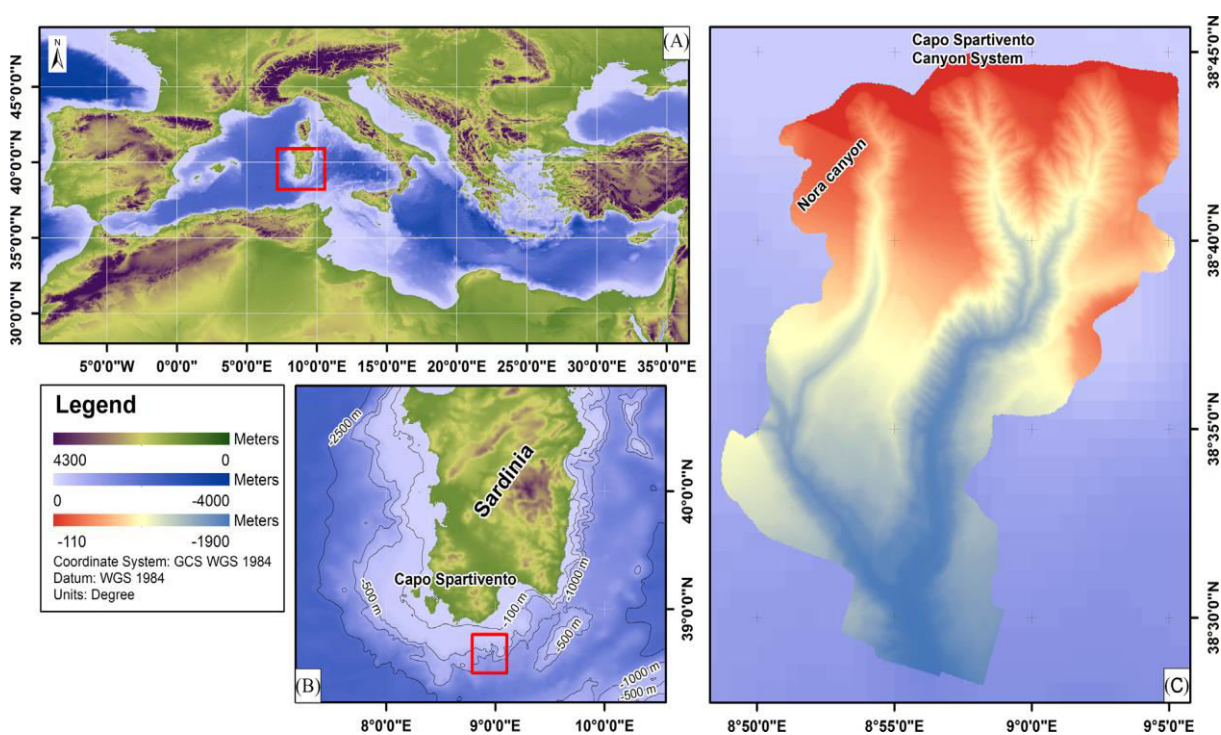 (A)
N
45°0'0"N
40°0'0"N
35°0'0"N
30°0'0"N
5°0'0"W
0°0'0"
5°0'0"E
10°0'0"E
15°0'0"E
20°0'0"E
25°0'0"E
30°0'0"E
35°0'0"E
Legend
Meters
4300
0
Meters
0
-4000
Meters
-110
-1900
Coordinate System: GCS WGS 1984
Datum: WGS 1984
Units: Degree
-2500 m
Sardinia
Capo Spartivento
-500 m
-100 m
-1000 m
-500 m
-1000 m
-500 m
(B)
40°0'0"N
39°0'0"N
8°0'0"E
9°0'0"E
10°0'0"E
Capo Spartivento
Canyon System
Nora canyon
(C)
38°45'0"N
38°40'0"N
38°35'0"N
38°30'0"N
8°50'0"E
8°55'0"E
9°0'0"E
9°5'0"E